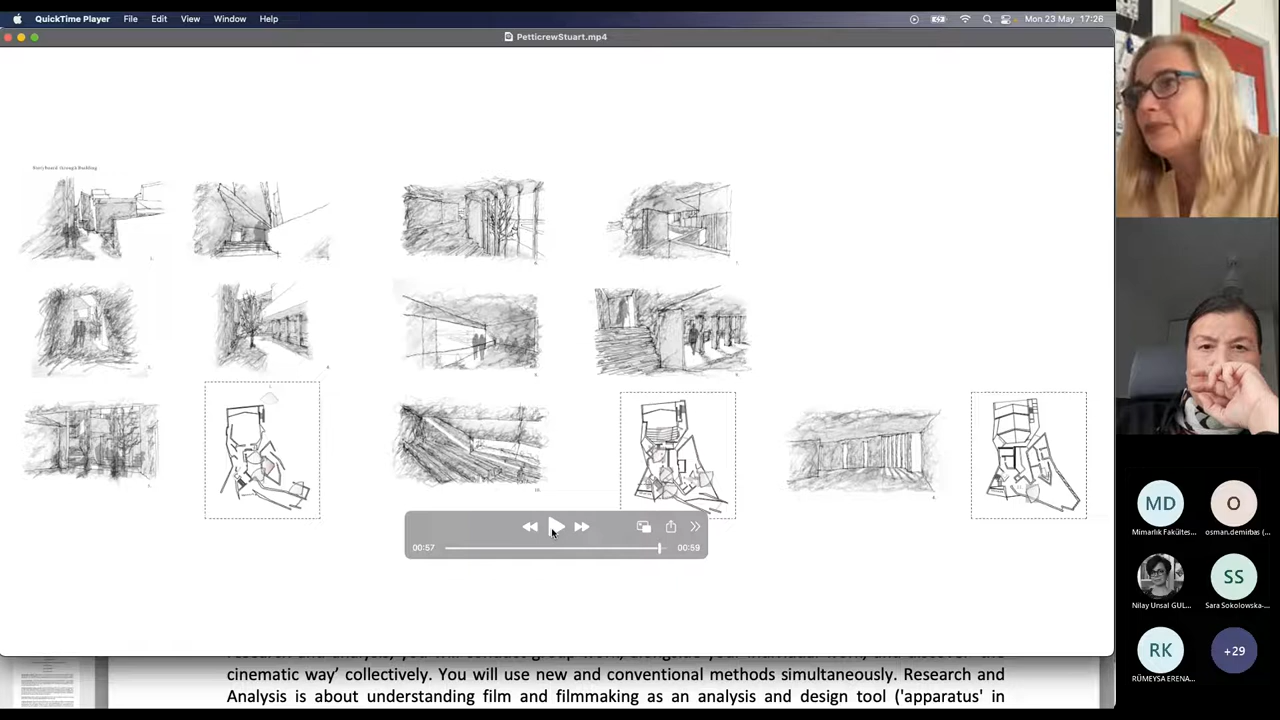 QuickTime Player File Edit View Window Help
Mon 23 May 17:26
PetticrewStuart.mp4
Storyboard through Building
00:57
00:59
MD
Mimarlık Fakültes...
O
osman.demirbas (...
Nilay Unsal GUL...
SS
Sara Sokolowska-...
RK
RÜMEYSA ERENA...
+29
cinematic way' collectively. You will use new and conventional methods simultaneously. Research and
Analysis is about understanding film and filmmaking as an analysis and design tool ('apparatus' in